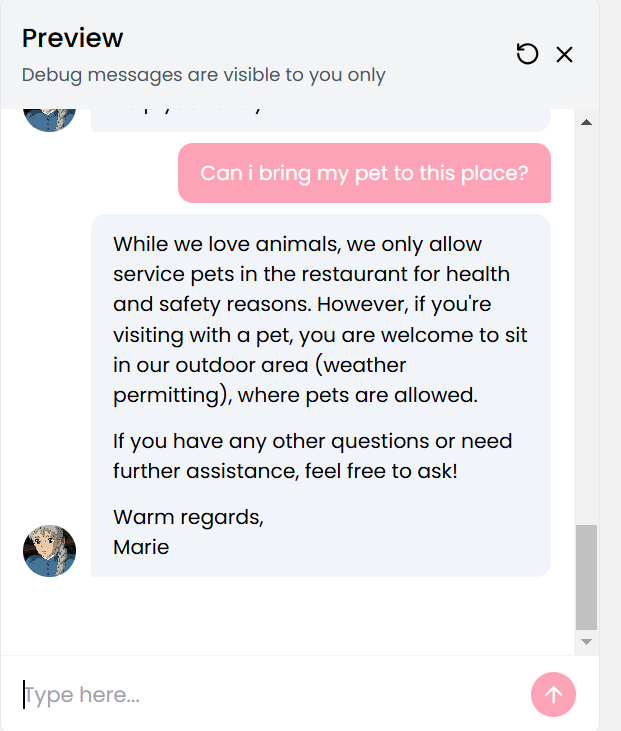 Preview
Debug messages are visible to you only
Can i bring my pet to this place?
While we love animals, we only allow
service pets in the restaurant for health
and safety reasons. However, if you're
visiting with a pet, you are welcome to sit
in our outdoor area (weather
permitting), where pets are allowed.
If you have any other questions or need
further assistance, feel free to ask!
Warm regards,
Marie
Type here...